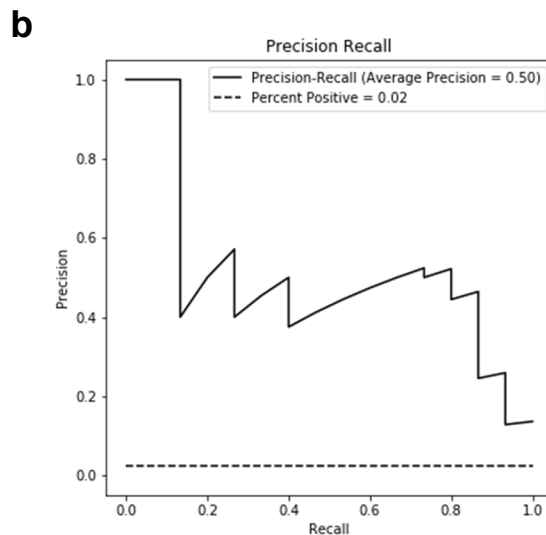 b
Precision Recall
Precision-Recall (Average Precision = 0.50)
Percent Positive = 0.02
Precision
1.0
0.8
0.6
0.4
0.2
0.0
0.0 0.2 0.4 0.6 0.8 1.0
Recall